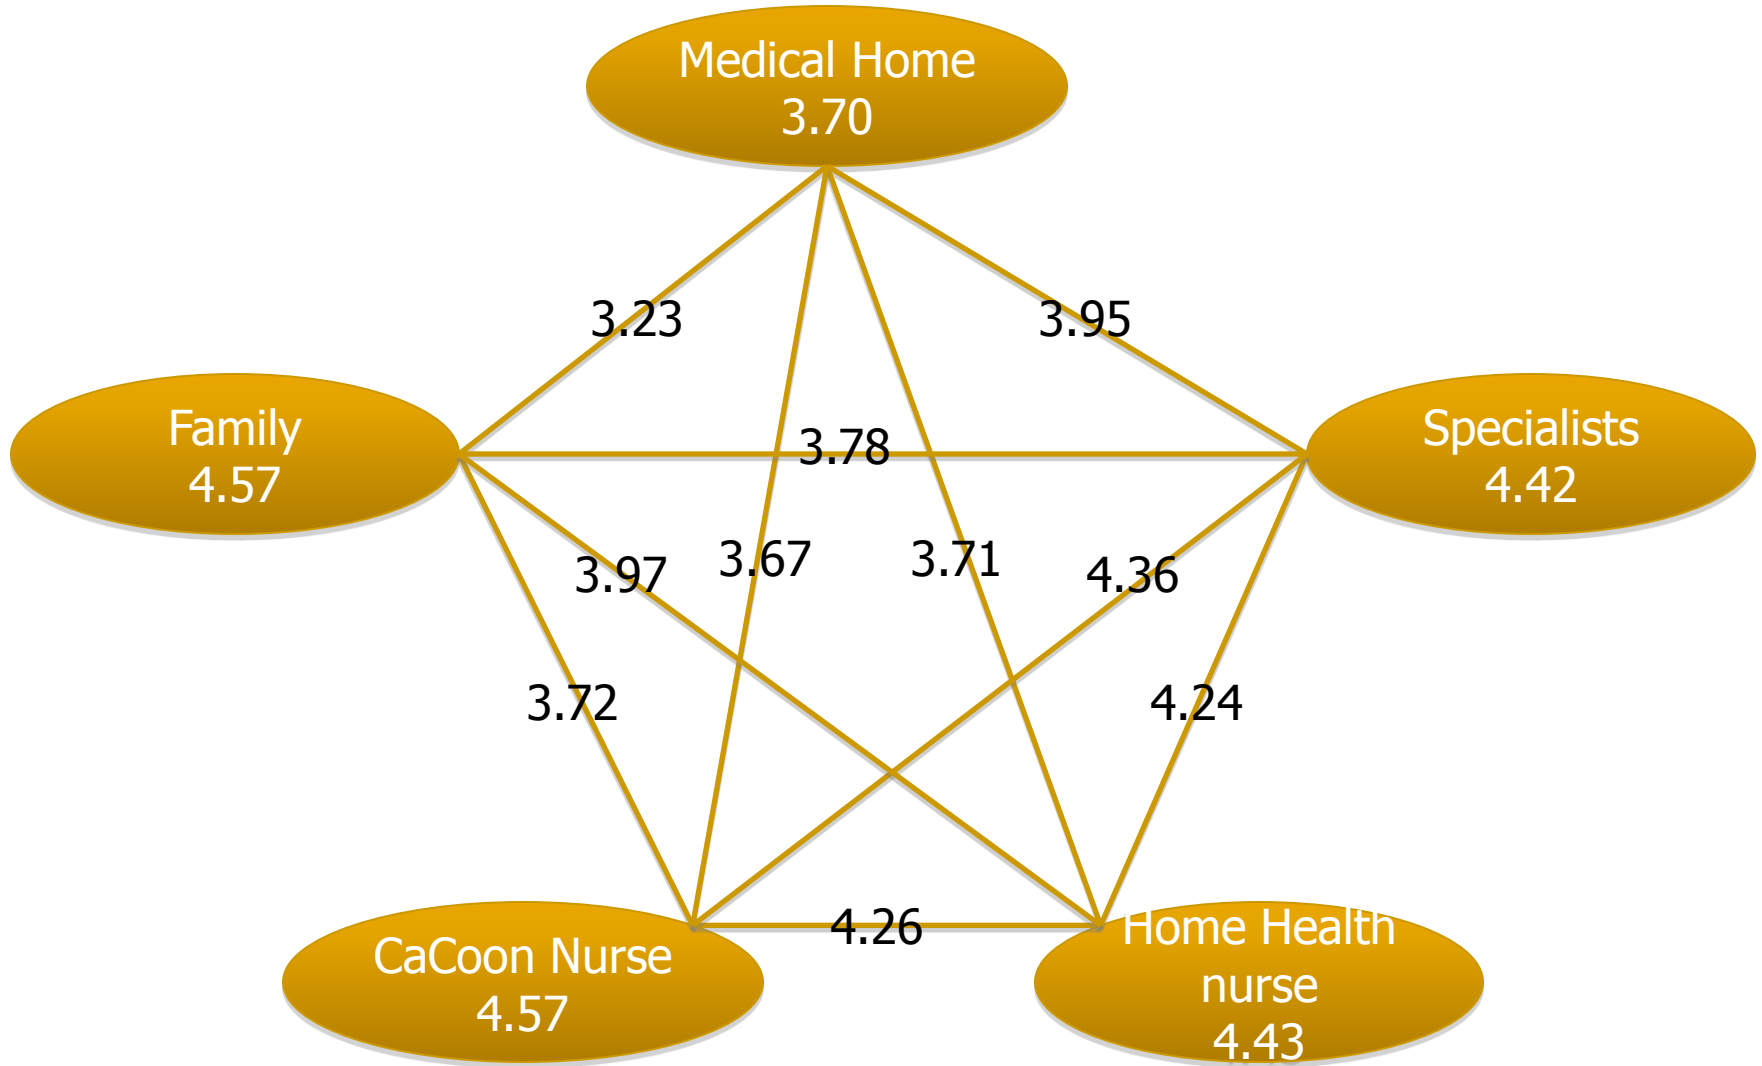 Medical Home
3.70
3.23
3.95
Family
4.57
3.78
Specialists
4.42
3.97
3.67
3.71
4.36
3.72
4.24
CaCoon Nurse
4.57
4.26
Home Health
nurse
4.43